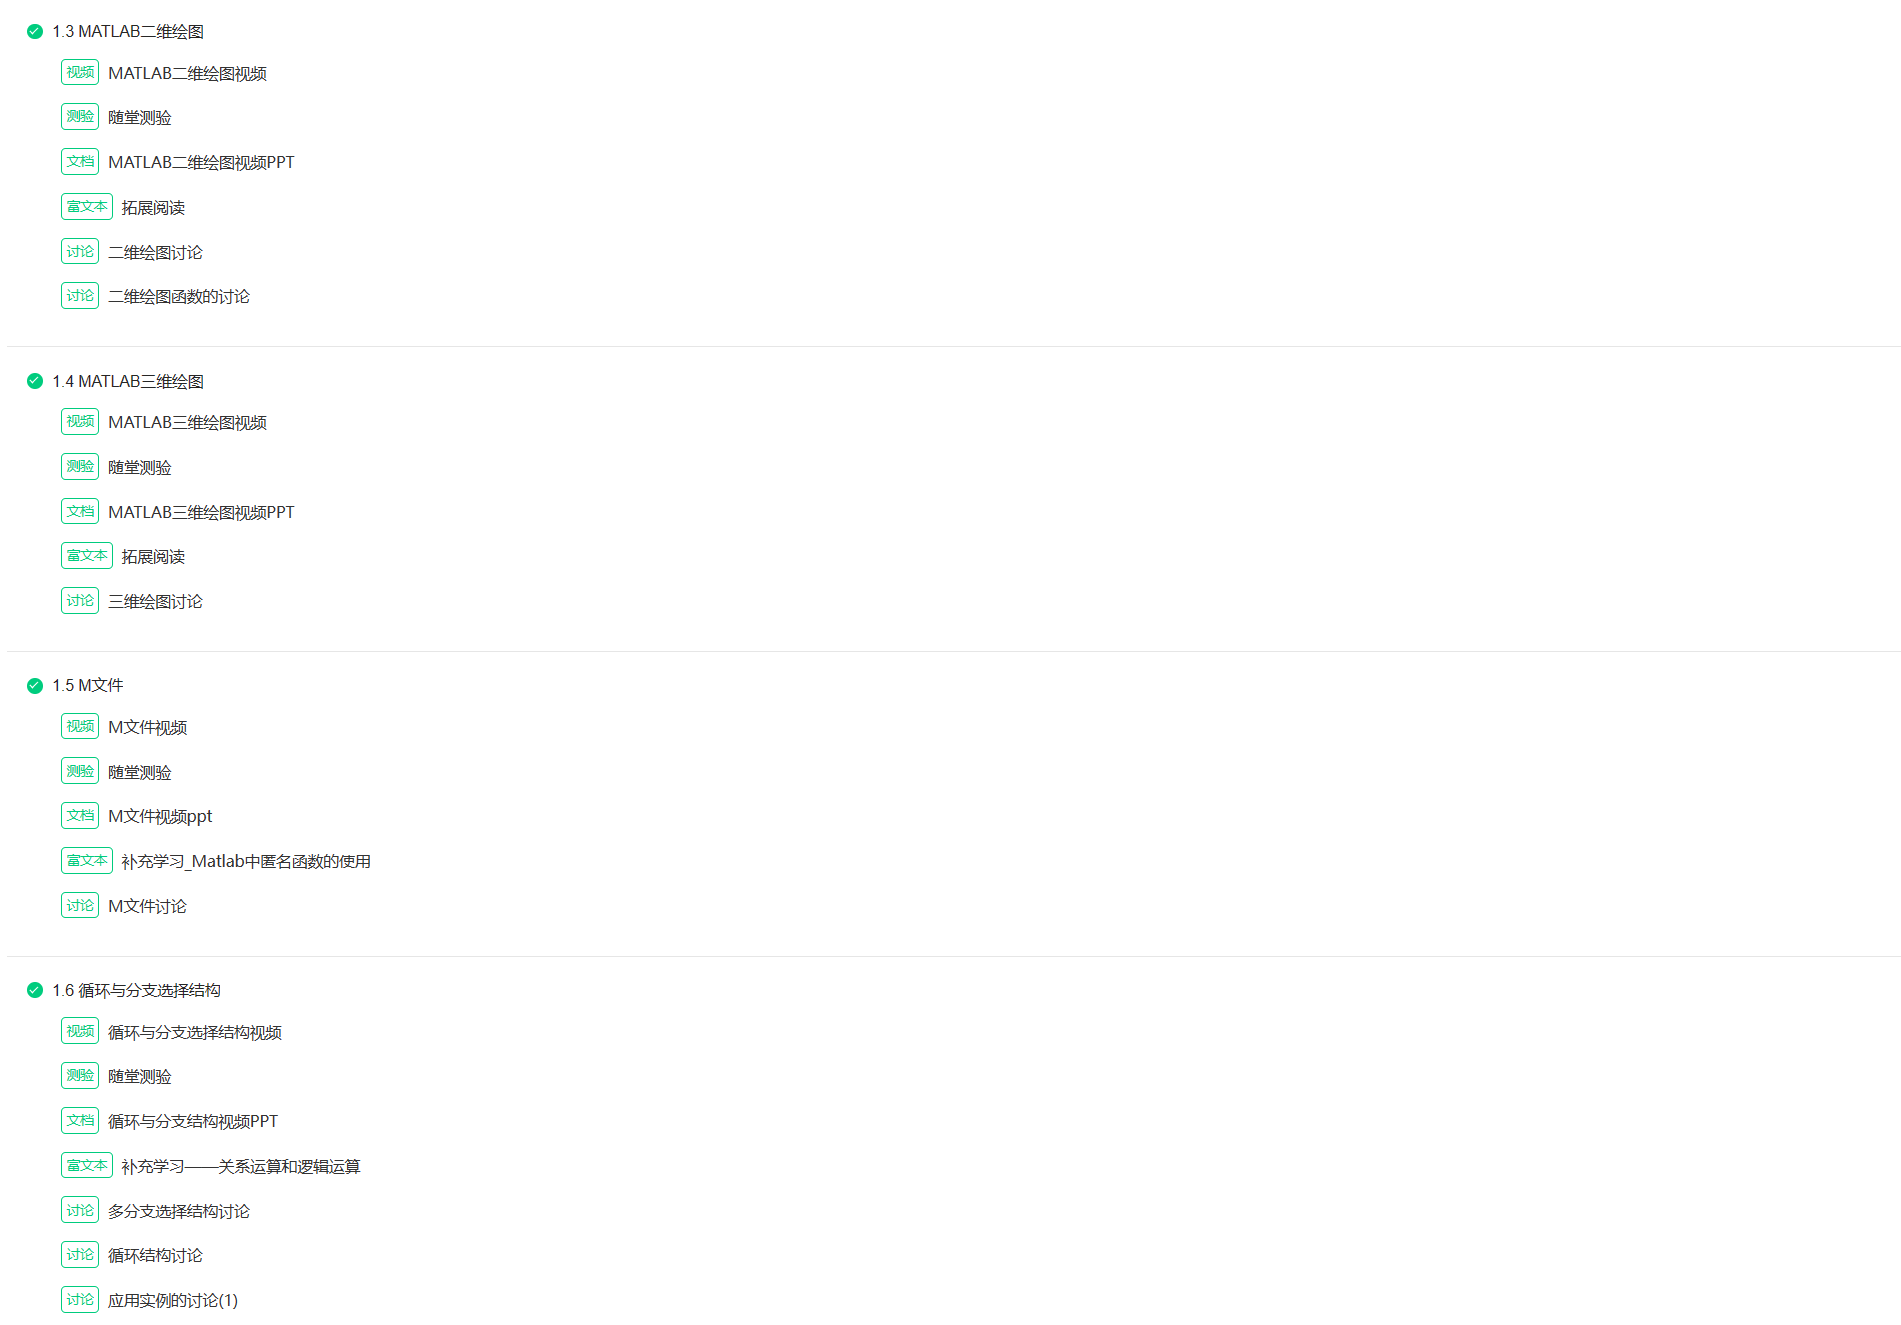 1.3 MATLAB二维绘图
视频 MATLAB二维绘图视频
测验 随堂测验
文档 MATLAB二维绘图视频PPT
富文本 拓展阅读
讨论 二维绘图讨论
讨论 二维绘图函数的讨论
1.4 MATLAB三维绘图
视频 MATLAB三维绘图视频
测验 随堂测验
文档 MATLAB三维绘图视频PPT
富文本 拓展阅读
讨论 三维绘图讨论
1.5 M文件
视频 M文件视频
测验 随堂测验
文档 M文件视频ppt
富文本 补充学习_Matlab中匿名函数的使用
讨论 M文件讨论
1.6 循环与分支选择结构
视频 循环与分支选择结构视频
测验 随堂测验
文档 循环与分支结构视频PPT
富文本 补充学习——关系运算和逻辑运算
讨论 多分支选择结构讨论
讨论 循环结构讨论
讨论 应用实例的讨论(1)